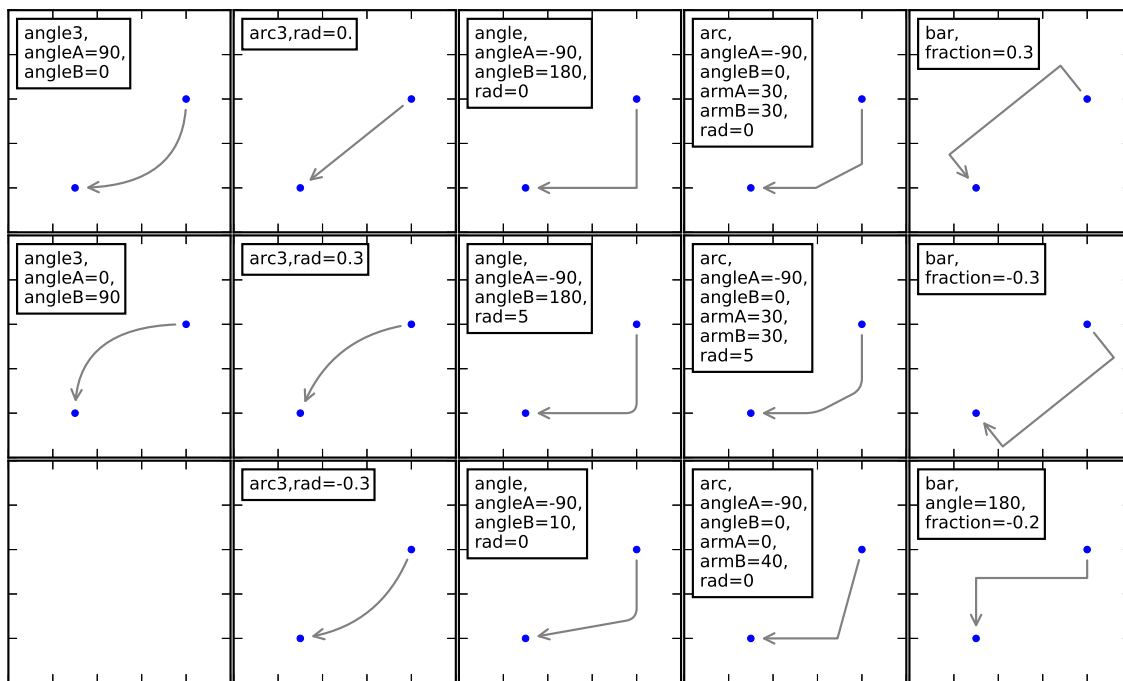 angle3,
angleA=90,
angleB=0
arc3,rad=0.
angle,
angleA=-90,
angleB=180,
rad=0
arc,
angleA=-90,
angleB=0,
armA=30,
armB=30,
rad=0
bar,
fraction=0.3
angle3,
angleA=0,
angleB=90
arc3,rad=0.3
angle,
angleA=-90,
angleB=180,
rad=5
arc,
angleA=-90,
angleB=0,
armA=30,
armB=30,
rad=5
bar,
fraction=-0.3
arc3,rad=-0.3
angle,
angleA=-90,
angleB=10,
rad=0
arc,
angleA=-90,
angleB=0,
armA=0,
armB=40,
rad=0
bar,
angle=180,
fraction=-0.2